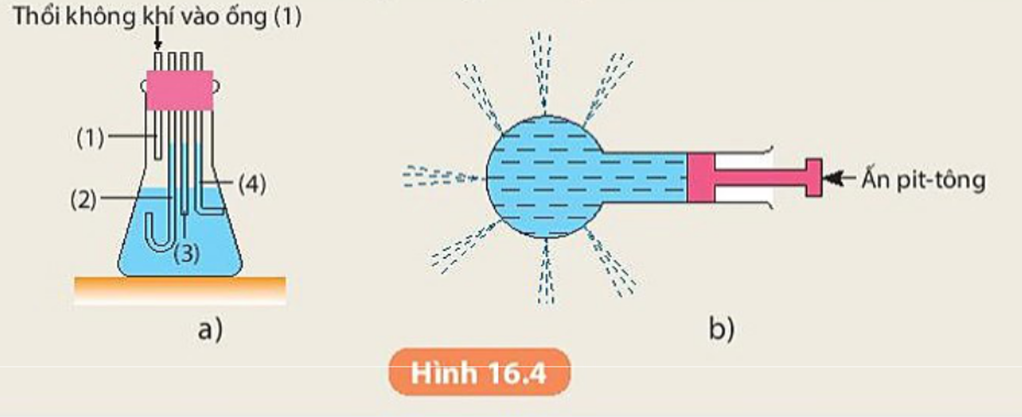 Thổi không khí vào ống (1)
(1)
(2)
(3)
(4)
Ấn pit-tông
a)
b)
Hình 16.4